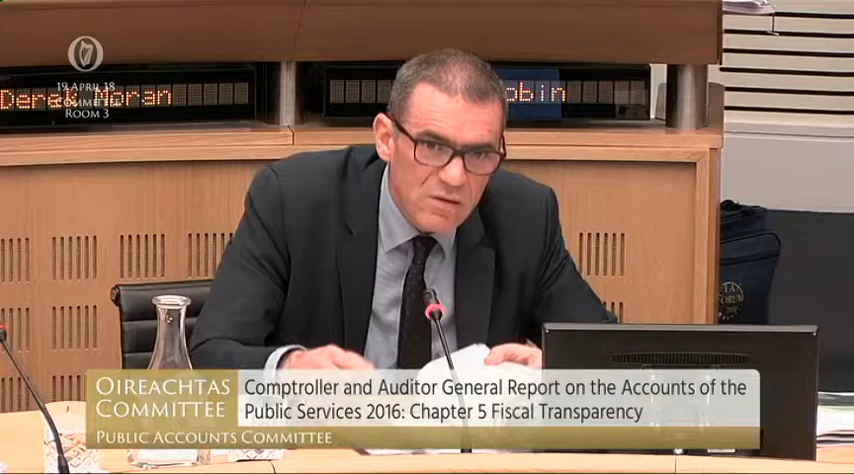 19 April 18
Committee
Room 3
Derek Moran
obin
Oireachtas
Committee
Comptroller and Auditor General Report on the Accounts of the
Public Services 2016: Chapter 5 Fiscal Transparency
Public Accounts Committee